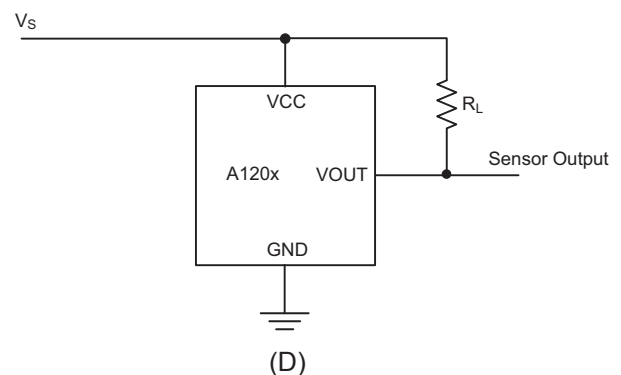 VS
VCC
RL
A120x
VOUT
Sensor Output
GND
(D)